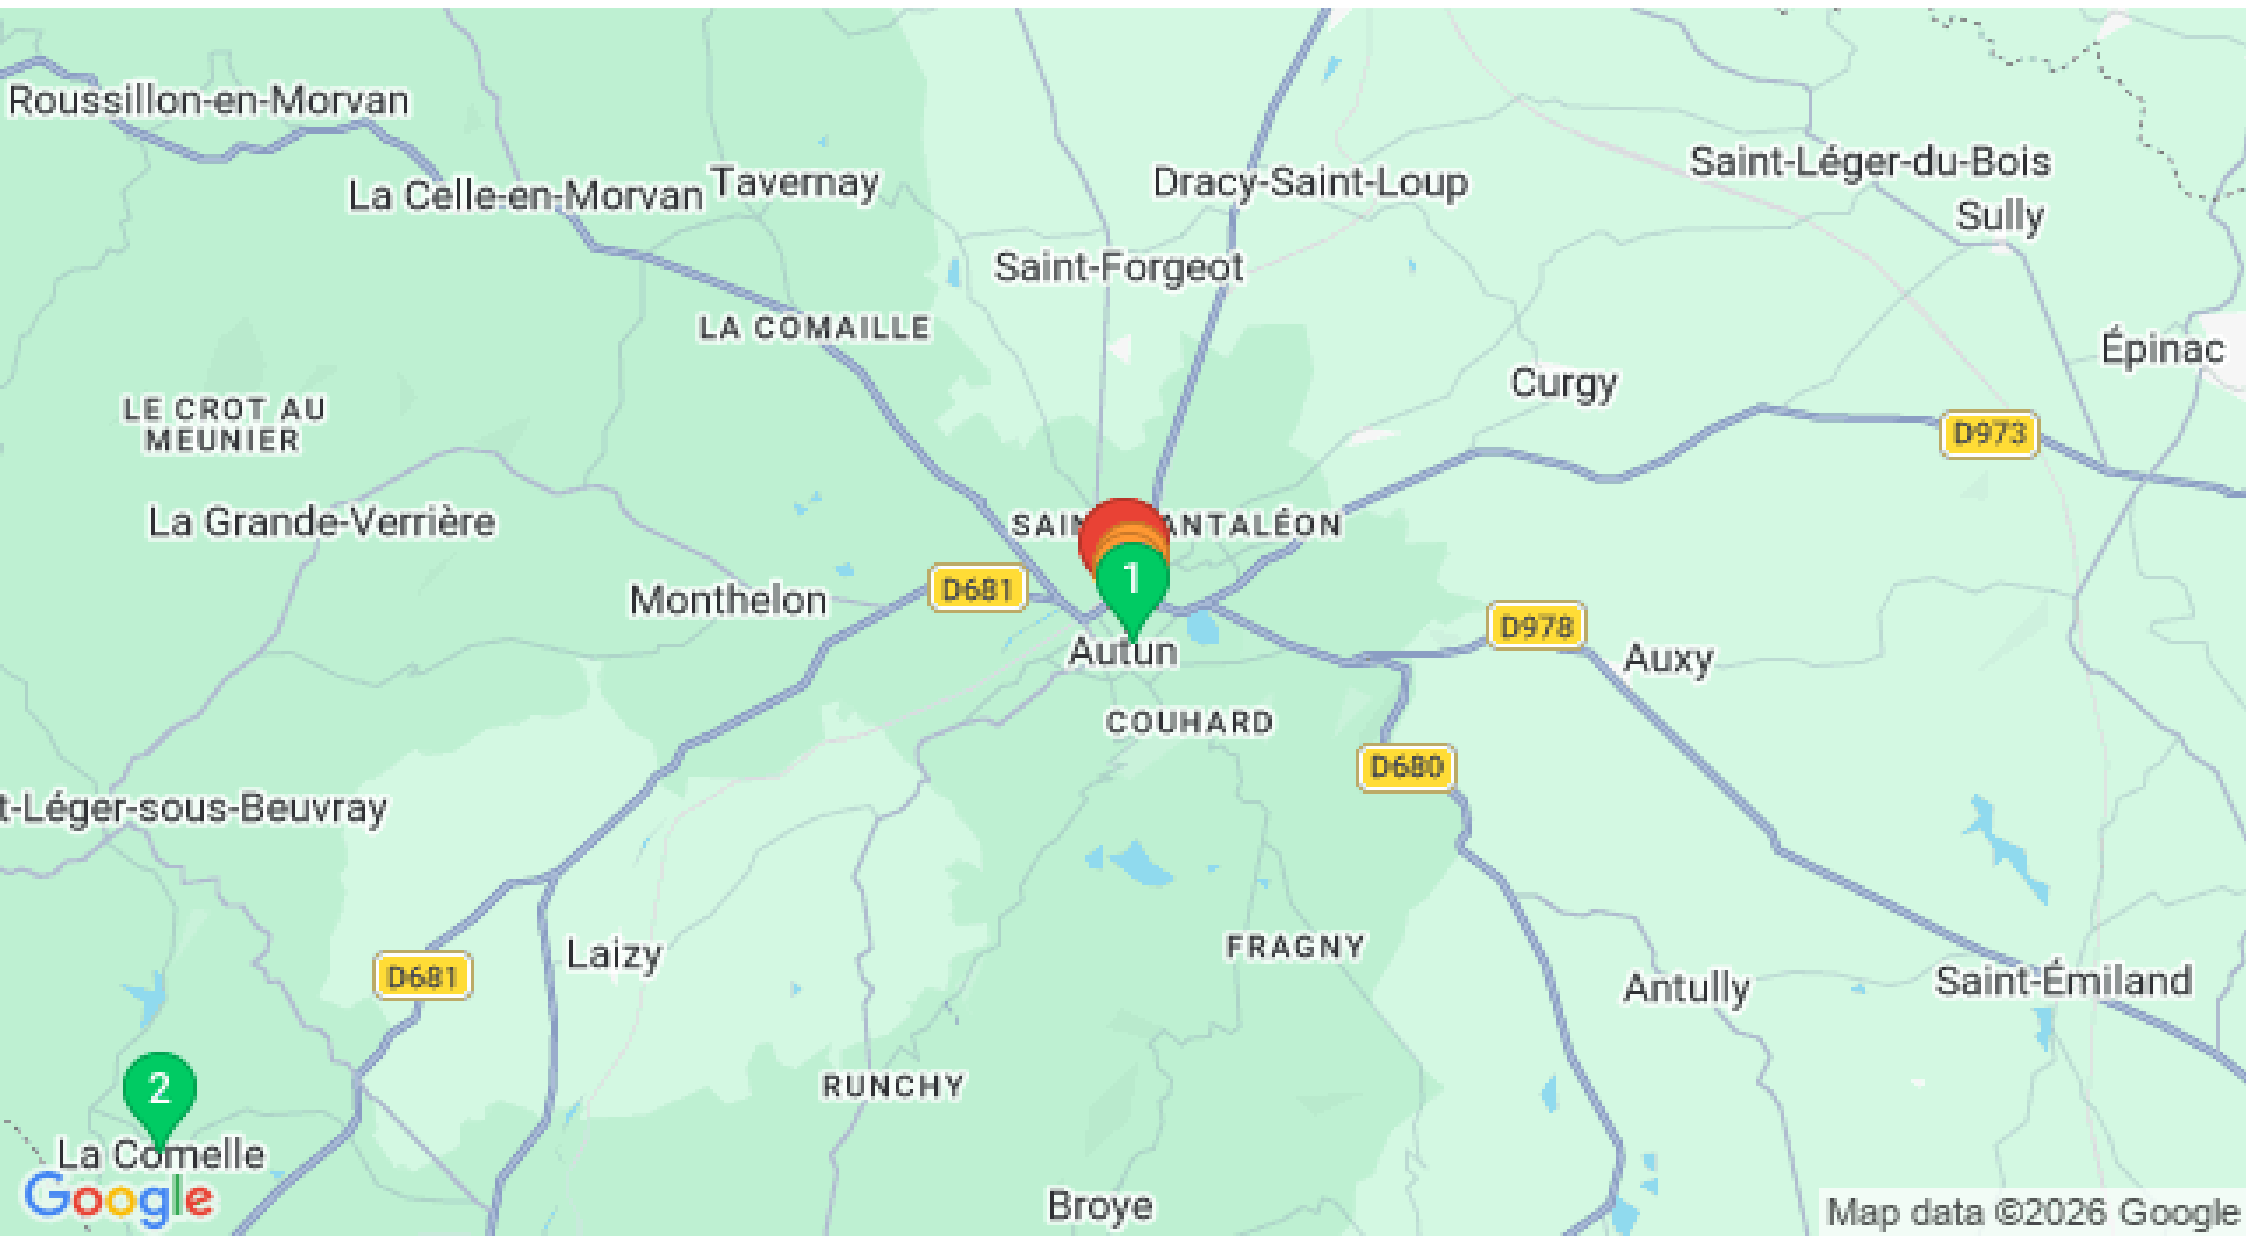 Roussillon-en-Morvan
La Celle-en-Morvan
Tavernay
Dracy-Saint-Loup
Saint-Léger-du-Bois
Sully
Saint-Forgeot
LA COMAILLE
Épinac
Curgy
LE CROT AU
MEUNIER
D973
La Grande-Verrière
SAIN
ANTALÉON
1
D681
Monthelon
D978
Autun
Auxy
COUHARD
D680
t-Léger-sous-Beuvray
Laizy
FRAGNY
D681
Antully
Saint-Émiland
2
RUNCHY
La Comelle
Google
Broye
Map data ©2026 Google